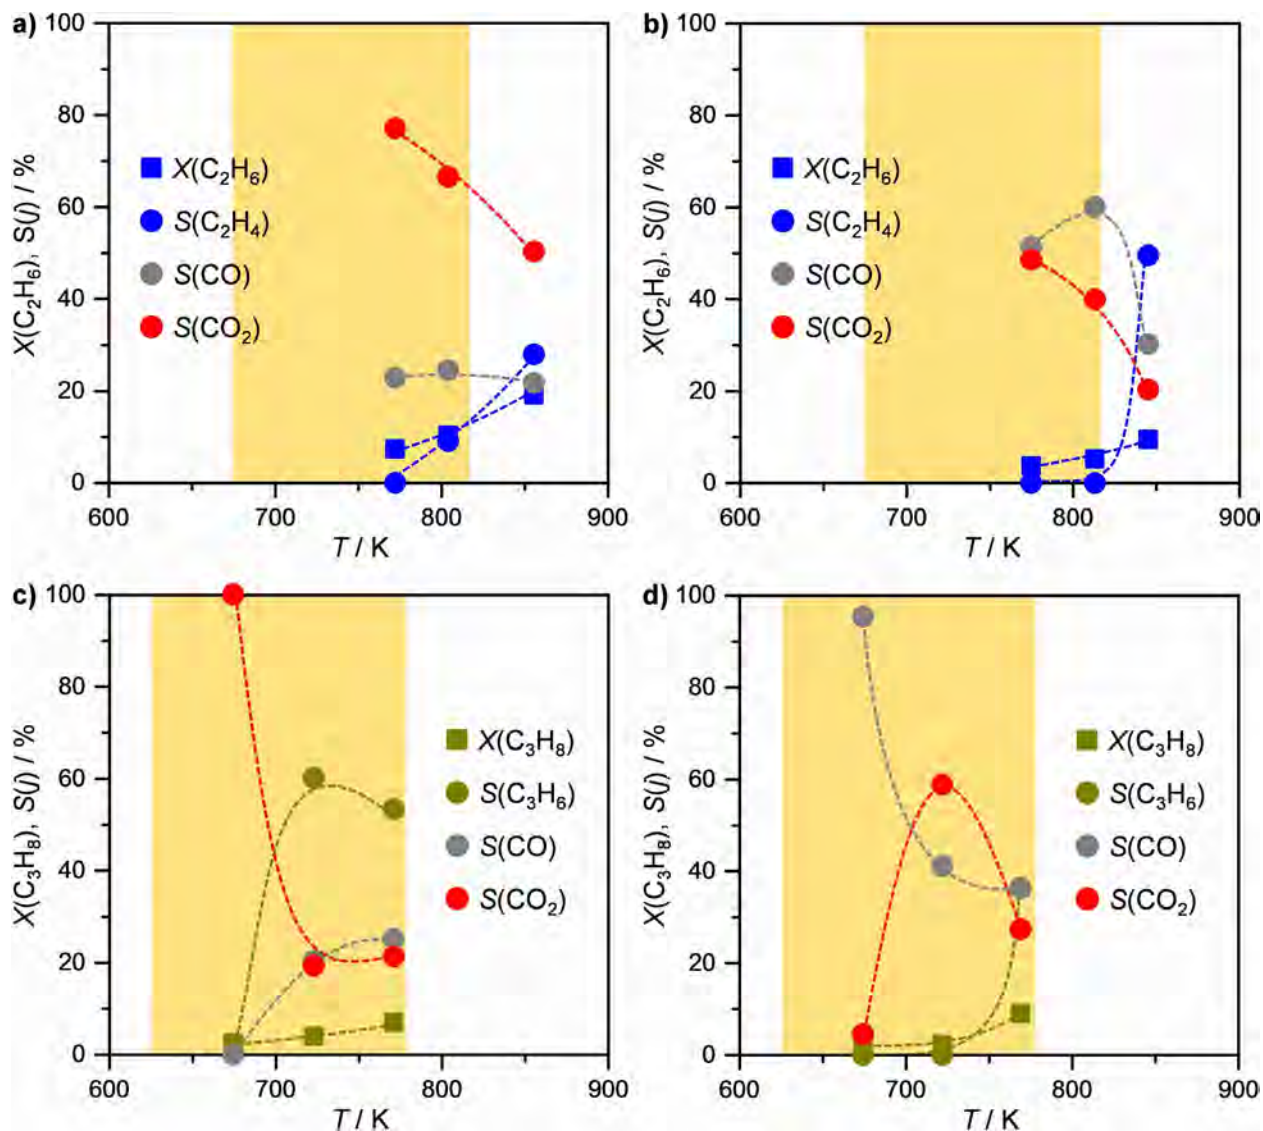 a)
X(C₂H₆), S(j) / %
100
80
60
40
20
0
X(C₂H₆)
S(C₂H₄)
S(CO)
S(CO₂)
600
700
800
900
T / K
b)
X(C₂H₆), S(j) / %
100
80
60
40
20
0
X(C₂H₆)
S(C₂H₄)
S(CO)
S(CO₂)
600
700
800
900
T / K
c)
X(C₃H₈), S(j) / %
100
80
60
40
20
0
X(C₃H₈)
S(C₃H₆)
S(CO)
S(CO₂)
600
700
800
900
T / K
d)
X(C₃H₈), S(j) / %
100
80
60
40
20
0
X(C₃H₈)
S(C₃H₆)
S(CO)
S(CO₂)
600
700
800
900
T / K